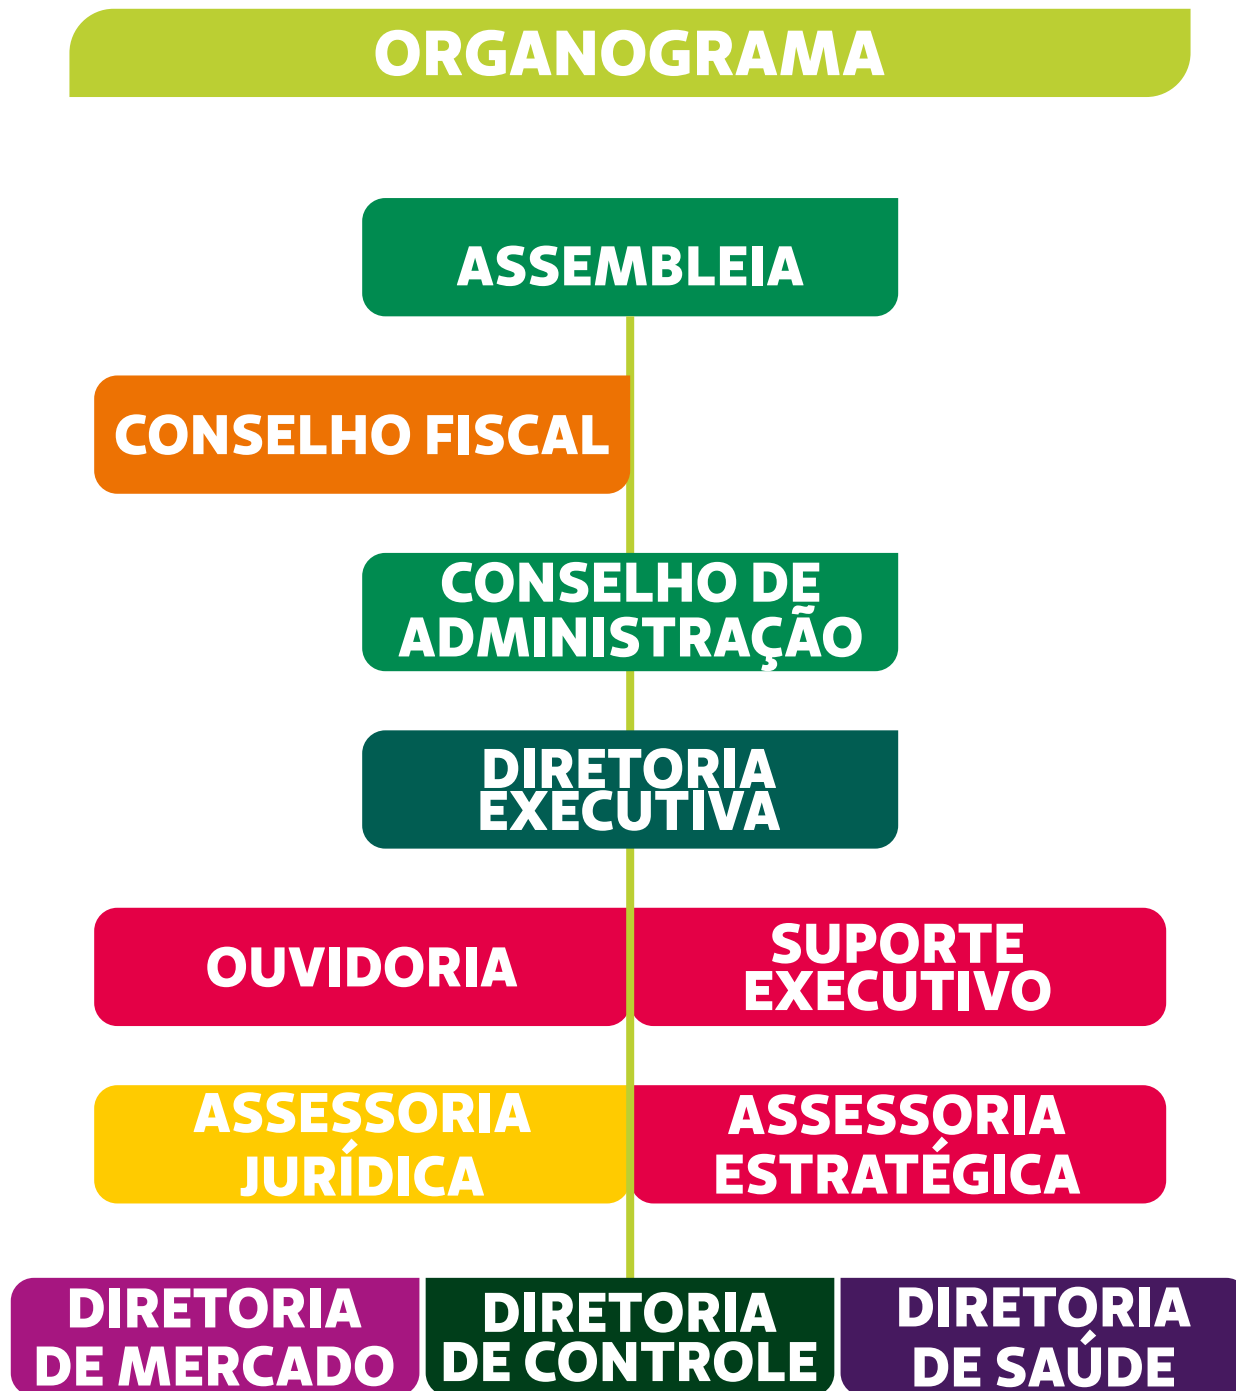 ORGANOGRAMA
ASSEMBLEIA
CONSELHO FISCAL
CONSELHO DE
ADMINISTRAÇÃO
DIRETORIA
EXECUTIVA
OUVIDORIA
SUPORTE
EXECUTIVO
ASSESSORIA
JURÍDICA
ASSESSORIA
ESTRATÉGICA
DIRETORIA
DE MERCADO
DIRETORIA
DE CONTROLE
DIRETORIA
DE SAÚDE